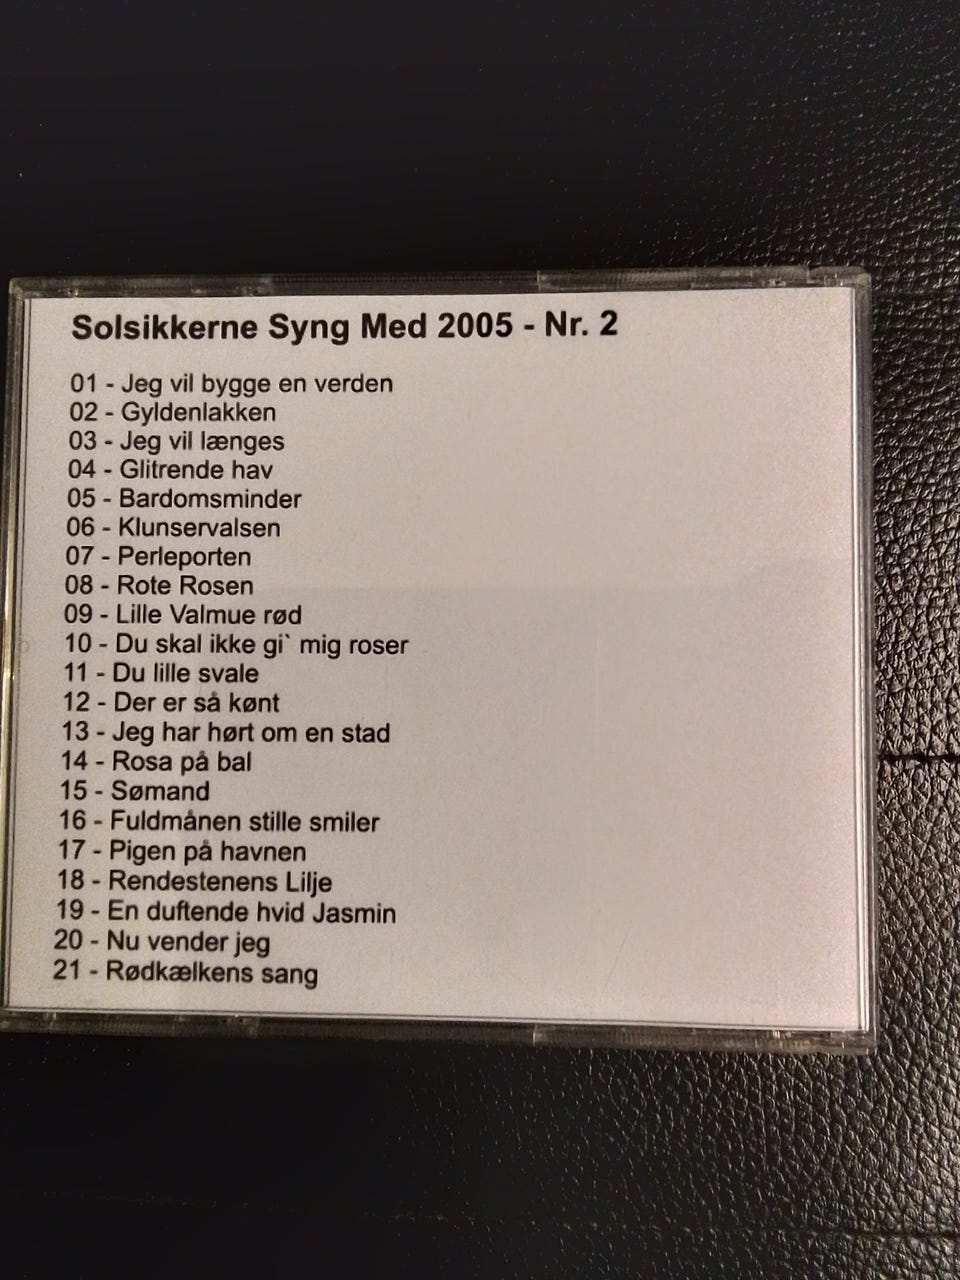 Solsikkerne Syng Med 2005 - Nr. 2
01 - Jeg vil bygge en verden
02 - Gyldenlakken
03 - Jeg vil længes
04 - Glitrende hav
05 - Bardomsminder
06 - Klunservalsen
07 - Perleporten
08 - Rote Rosen
09 - Lille Valmue rød
10 - Du skal ikke gi` mig roser
11 - Du lille svale
12 - Der er så kønt
13 - Jeg har hørt om en stad
14 - Rosa på bal
15 - Sømand
16 - Fuldmånen stille smiler
17 - Pigen på havnen
18 - Rendestenens Lilje
19 - En duftende hvid Jasmin
20 - Nu vender jeg
21 - Rødkælkens sang